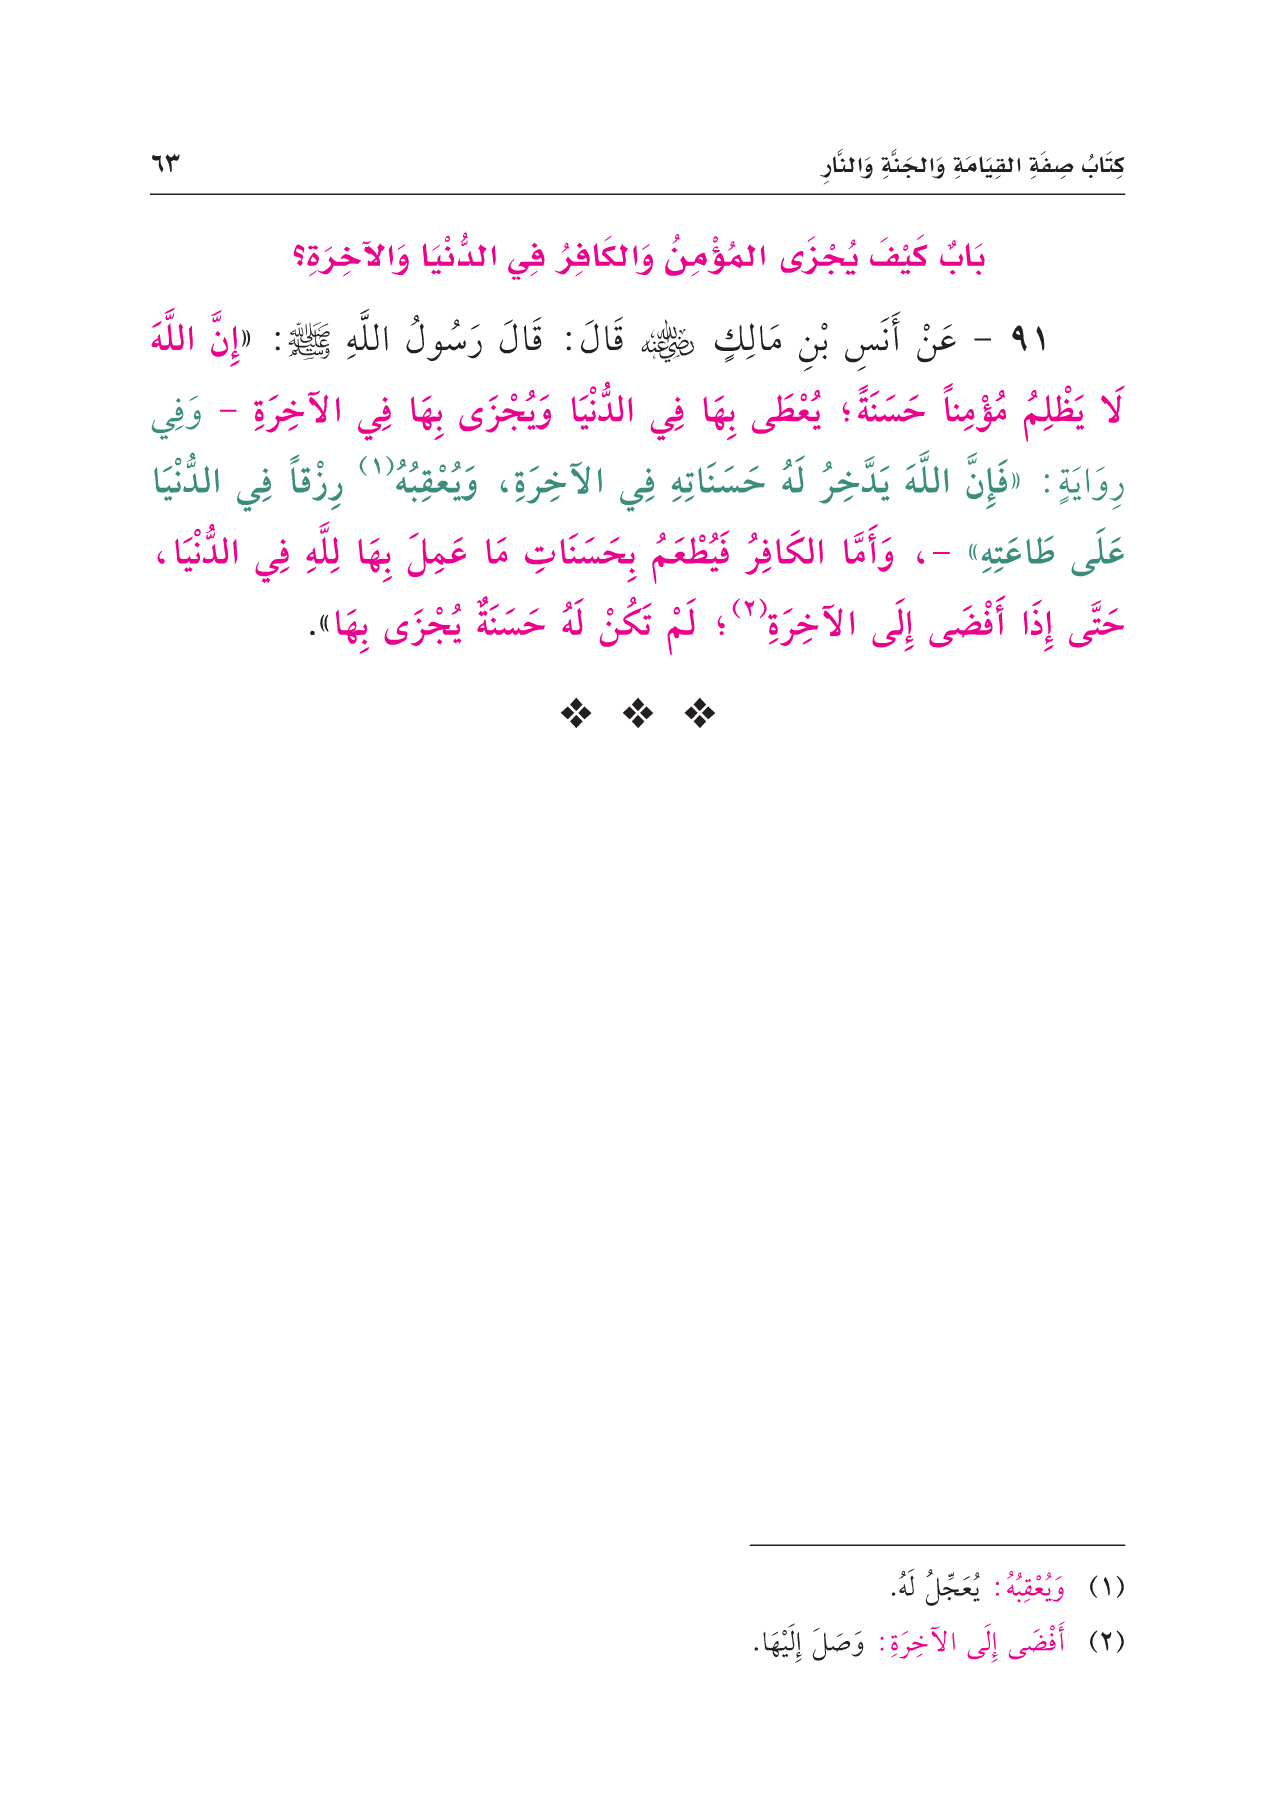 كِتَابُ صِفَةِ القِيَامَةِ وَالجَنَّةِ وَالنَّارِ ٦٣
بَابٌ كَيْفَ يُجْزَى المُؤْمِنُ وَالكَافِرُ فِي الدُّنْيَا وَالآخِرَةِ؟
٩١ - عَنْ أَنَسِ بْنِ مَالِكٍ رضي الله عنه قَالَ: قَالَ رَسُولُ اللَّهِ ﷺ: «إِنَّ اللَّهَ
لَا يَظْلِمُ مُؤْمِناً حَسَنَةً؛ يُعْطَى بِهَا فِي الدُّنْيَا وَيُجْزَى بِهَا فِي الآخِرَةِ - وَفِي
رِوَايَةٍ: «فَإِنَّ اللَّهَ يَدَّخِرُ لَهُ حَسَنَاتِهِ فِي الآخِرَةِ، وَيُعْقِبُهُ(١) رِزْقاً فِي الدُّنْيَا
عَلَى طَاعَتِهِ» -، وَأَمَّا الكَافِرُ فَيُطْعَمُ بِحَسَنَاتِ مَا عَمِلَ بِهَا لِلَّهِ فِي الدُّنْيَا،
حَتَّى إِذَا أَفْضَى إِلَى الآخِرَةِ(٢)؛ لَمْ تَكُنْ لَهُ حَسَنَةٌ يُجْزَى بِهَا».
(١) وَيُعْقِبُهُ: يُعَجِّلُ لَهُ.
(٢) أَفْضَى إِلَى الآخِرَةِ: وَصَلَ إِلَيْهَا.